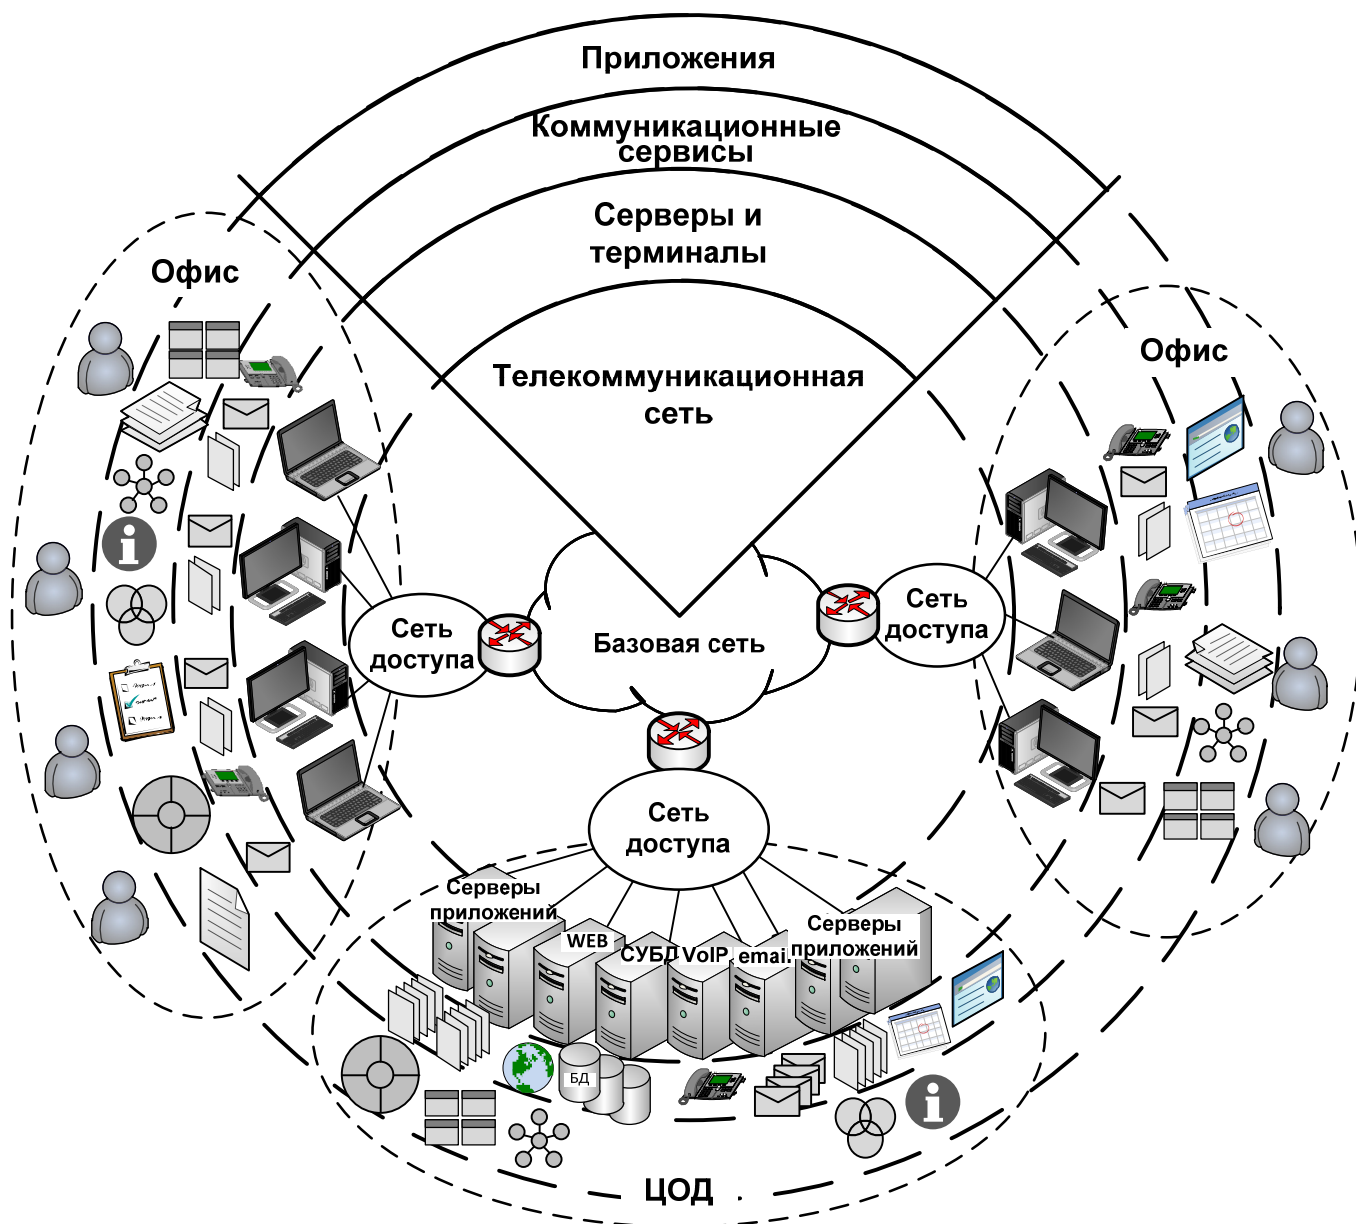 Приложения
Коммуникационные
сервисы
Серверы и
терминалы
Телекоммуникационная
сеть
Офис
Офис
Сеть
доступа
Базовая сеть
Сеть
доступа
Сеть
доступа
Серверы
приложений
WEB
СУБД
VoIP
email
Серверы
приложений
БД
ЦОД